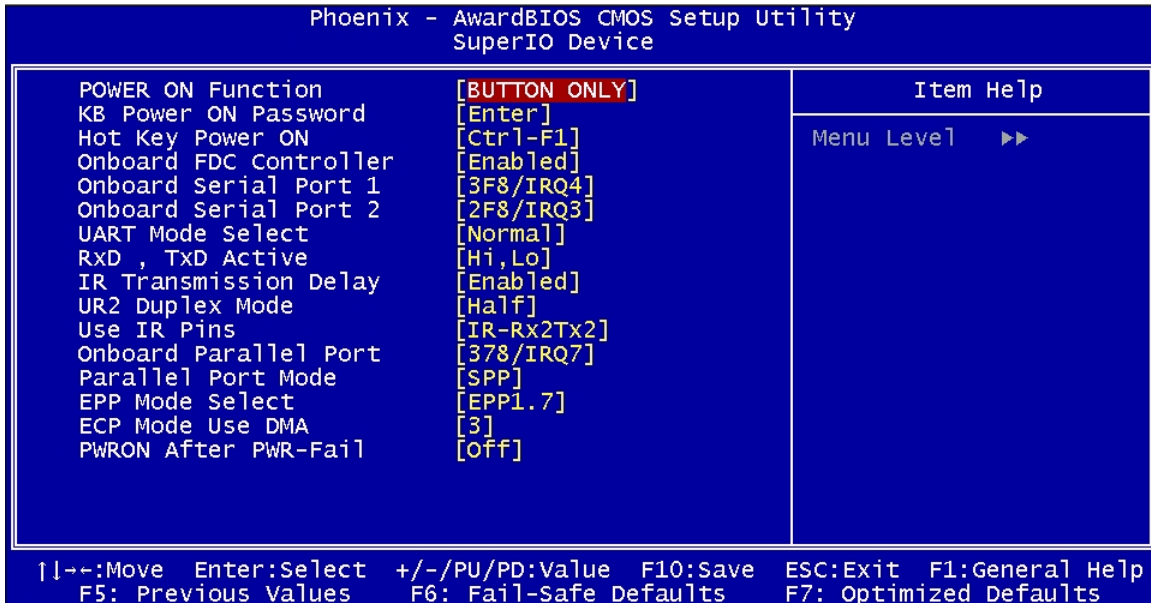 Phoenix - AwardBIOS CMOS Setup Utility
SuperIO Device
POWER ON Function [BUTTON ONLY]
KB Power ON Password [Enter]
Hot Key Power ON [Ctrl-F1]
Onboard FDC Controller [Enabled]
Onboard Serial Port 1 [3F8/IRQ4]
Onboard Serial Port 2 [2F8/IRQ3]
UART Mode Select [Normal]
RxD , TxD Active [Hi,Lo]
IR Transmission Delay [Enabled]
UR2 Duplex Mode [Half]
Use IR Pins [IR-Rx2Tx2]
Onboard Parallel Port [378/IRQ7]
Parallel Port Mode [SPP]
EPP Mode Select [EPP1.7]
ECP Mode Use DMA [3]
PWRON After PWR-Fail [Off]
Item Help
Menu Level ▶▶
↑↓→←:Move Enter:Select +/-/PU/PD:Value F10:Save ESC:Exit F1:General Help
F5: Previous Values F6: Fail-Safe Defaults F7: Optimized Defaults